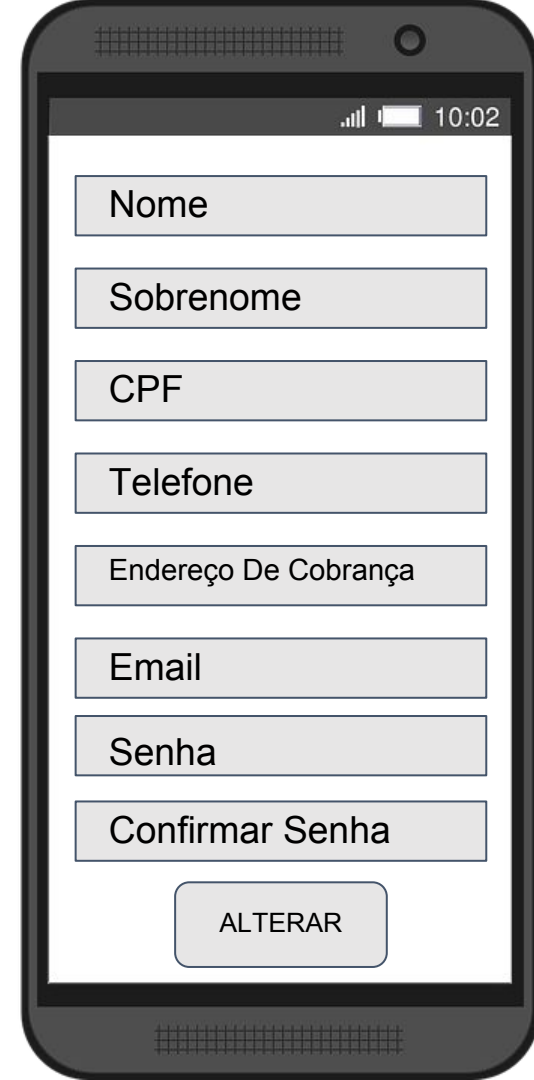 10:02
Nome
Sobrenome
CPF
Telefone
Endereço De Cobrança
Email
Senha
Confirmar Senha
ALTERAR